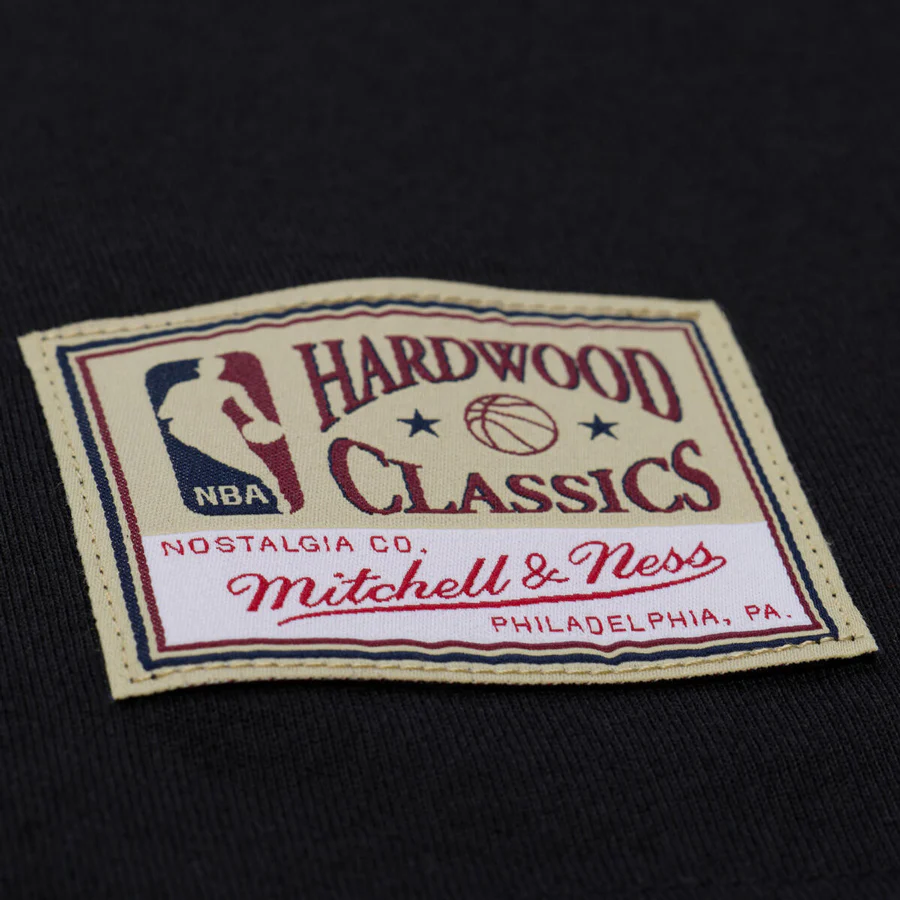 HARDWOOD
CLASSICS
NBA
NOSTALGIA CO.
Mitchell & Ness
PHILADELPHIA, PA.